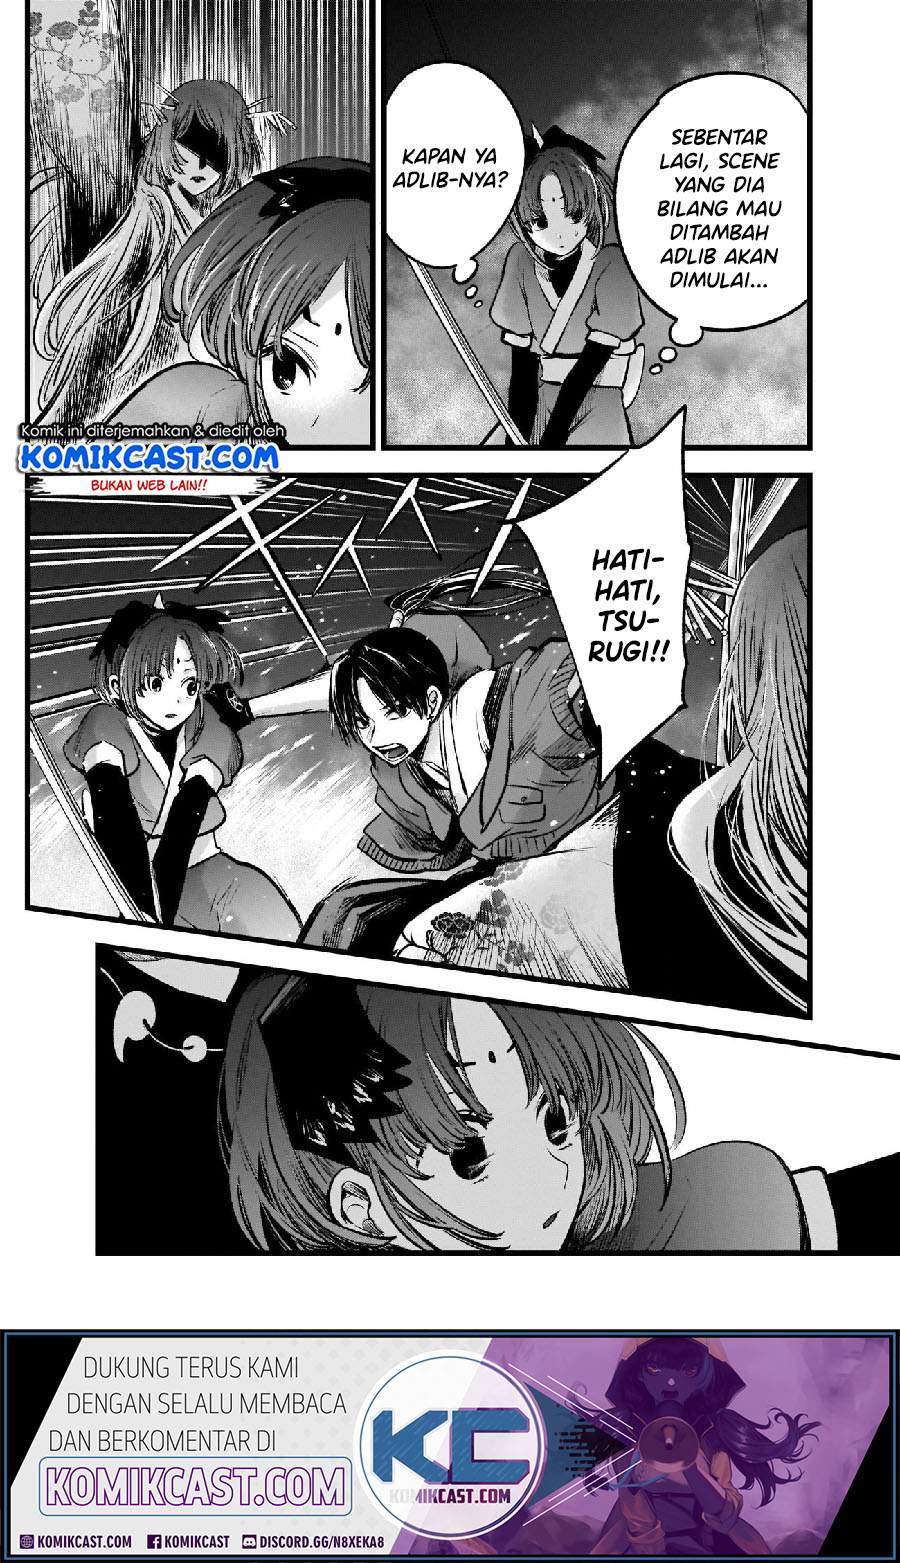 SEBENTAR
LAGI, SCENE
YANG DIA
BILANG MAU
DITAMBAH
ADLIB AKAN
DIMULAI...
KAPAN YA
ADLIB-NYA?
...
Komik ini diterjemahkan & diedit oleh
KOMIKCAST.COM
BUKAN WEB LAIN!!
HATI-
HATI,
TSU-
RUGI!!
DUKUNG TERUS KAMI
DENGAN SELALU MEMBACA
DAN BERKOMENTAR DI
KOMIKCAST.COM
KC
KOMIKCAST.COM
KOMIKCAST.COM
KOMIKCAST.COM
DISCORD.GG/N8XEKA8